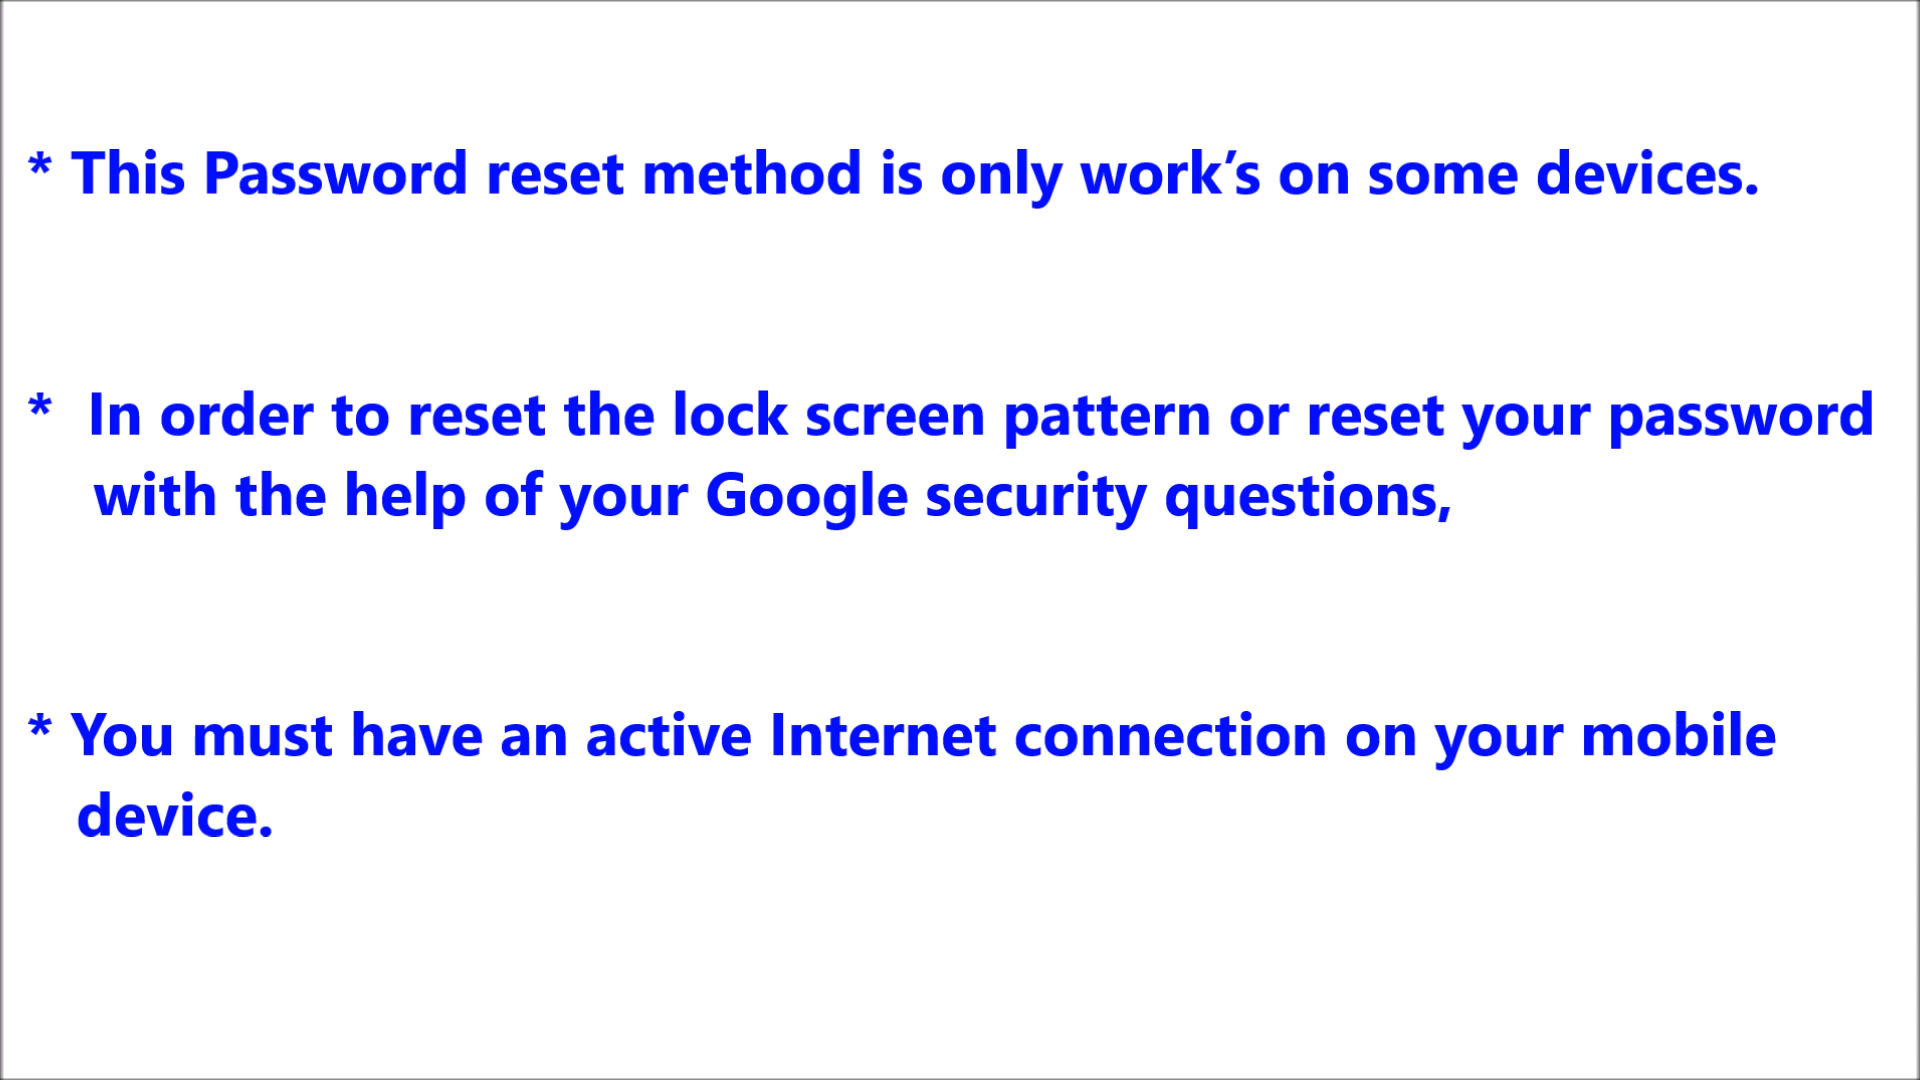 * This Password reset method is only work’s on some devices.
* In order to reset the lock screen pattern or reset your password
with the help of your Google security questions,
* You must have an active Internet connection on your mobile
device.